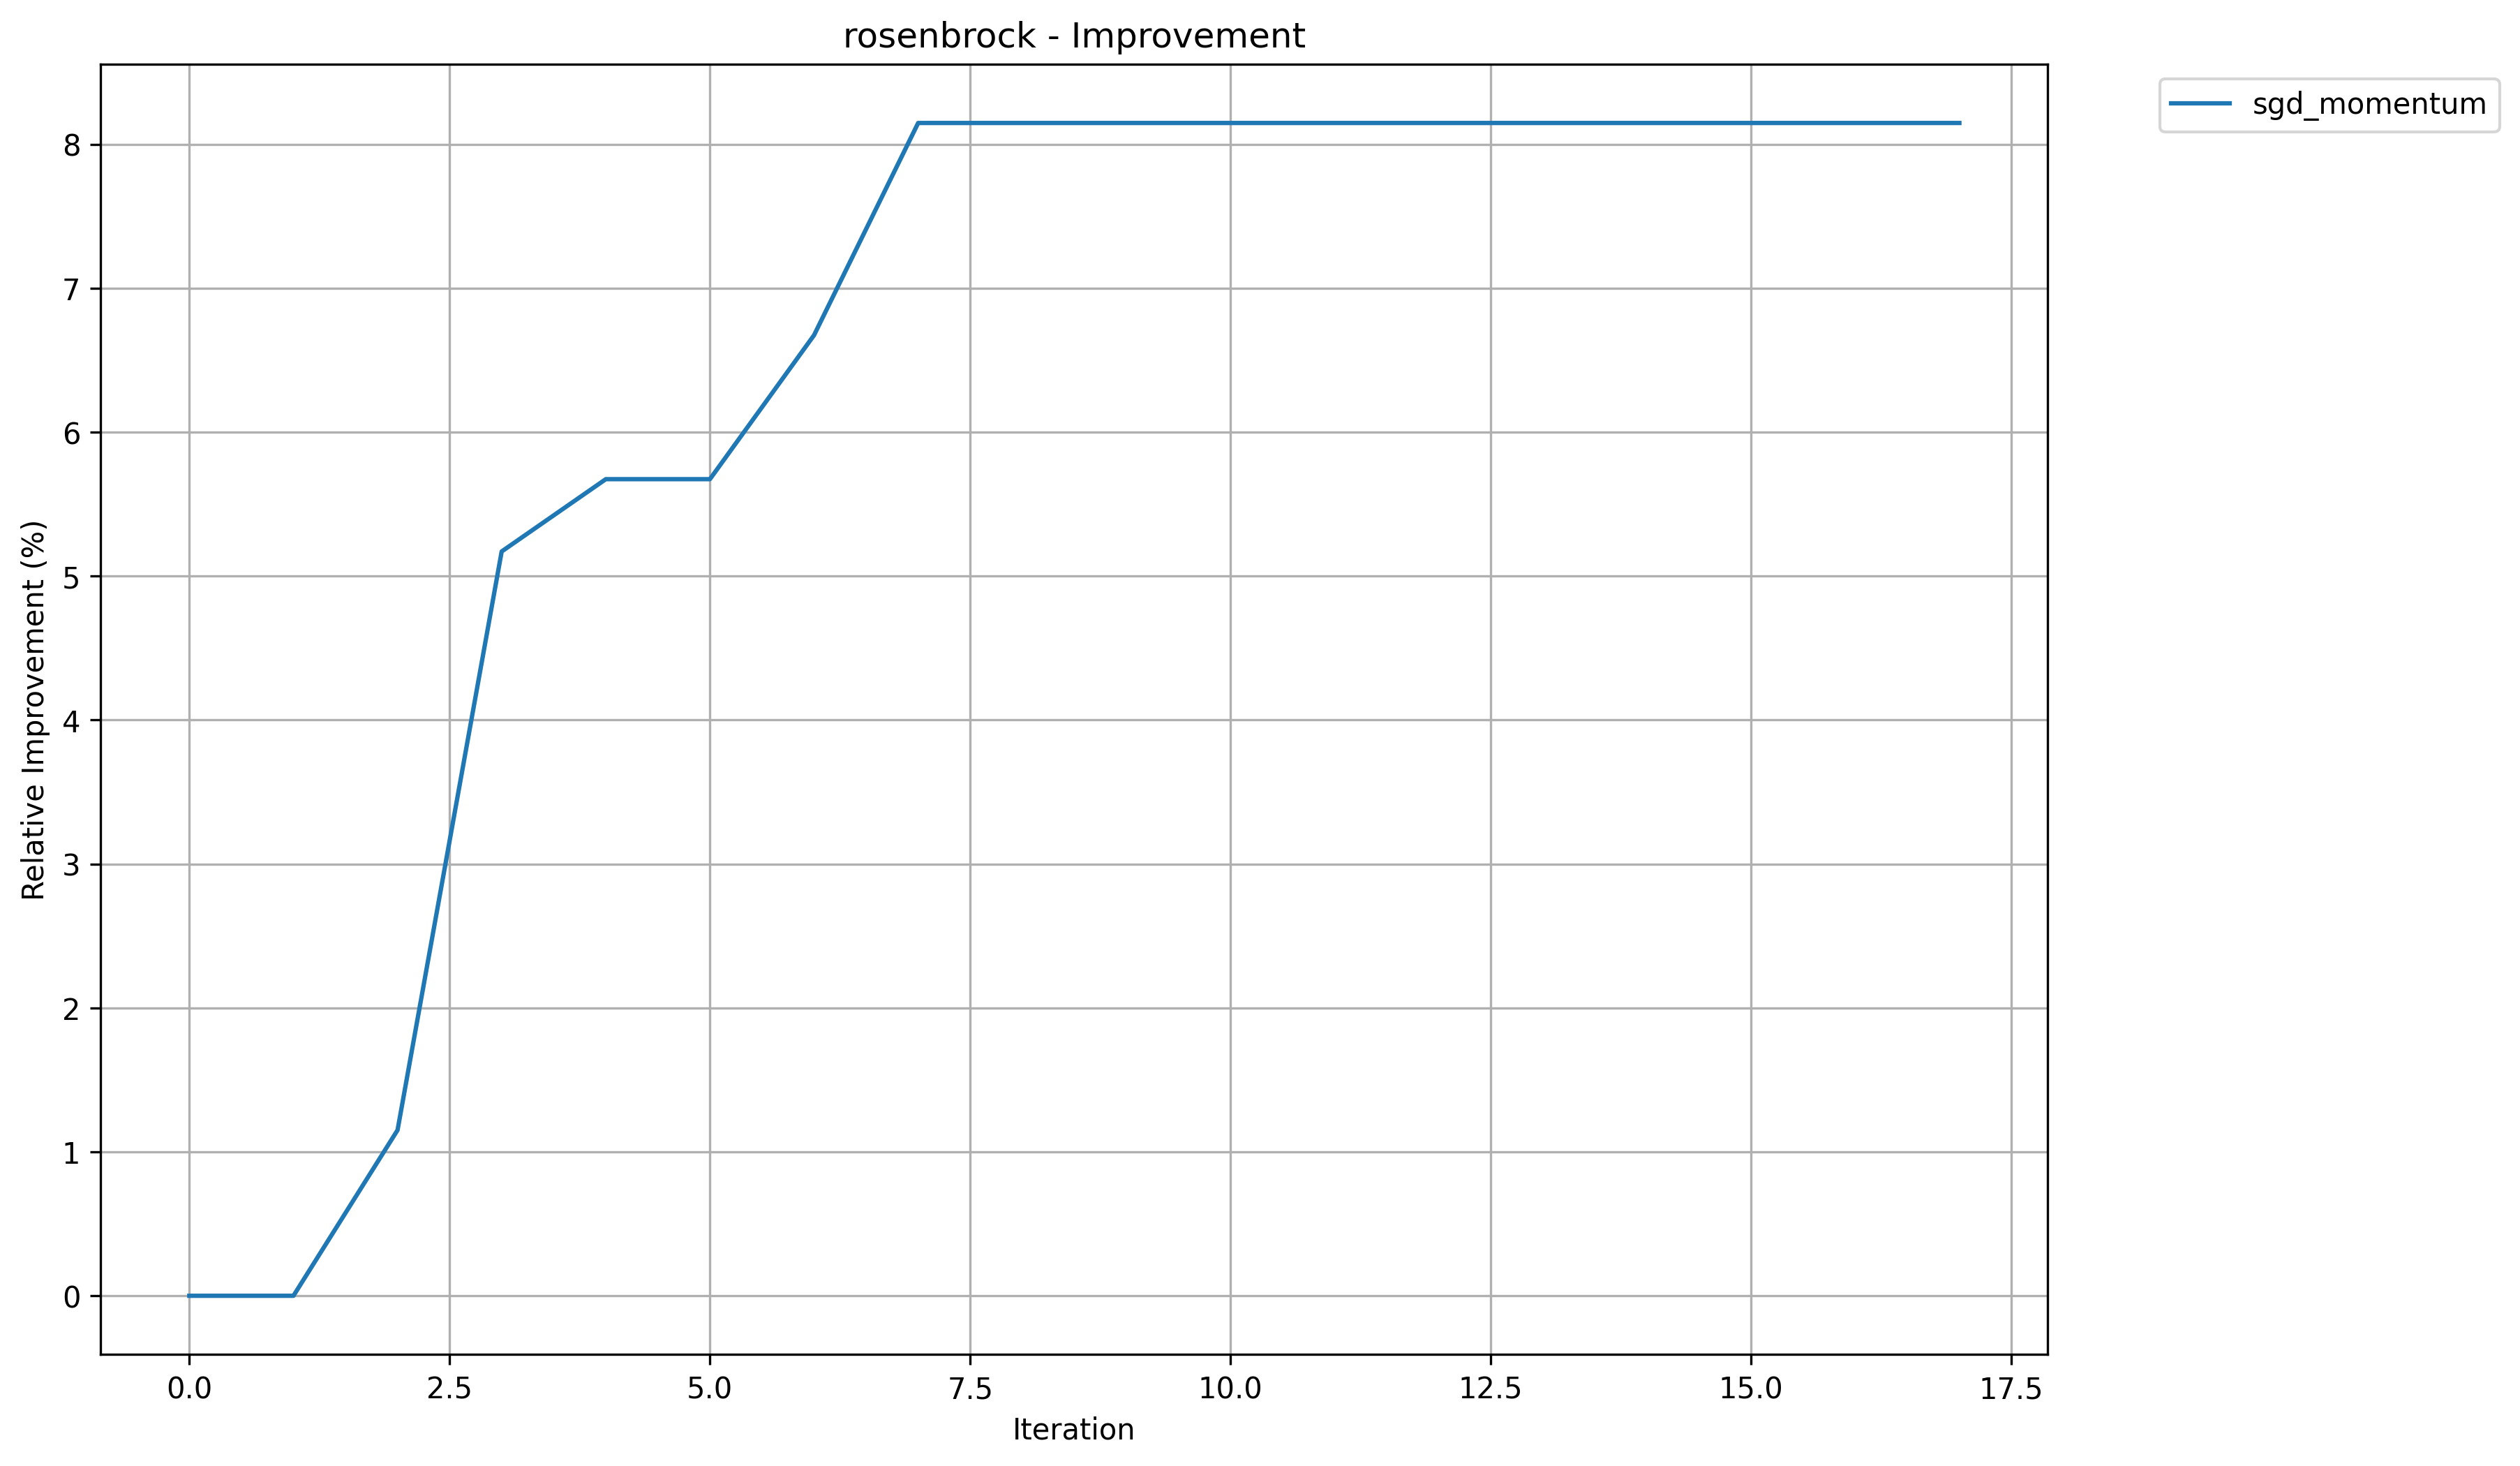 rosenbrock - Improvement
sgd_momentum
Relative Improvement (%)
8
7
6
5
4
3
2
1
0
0.0 2.5 5.0 7.5 10.0 12.5 15.0 17.5
Iteration